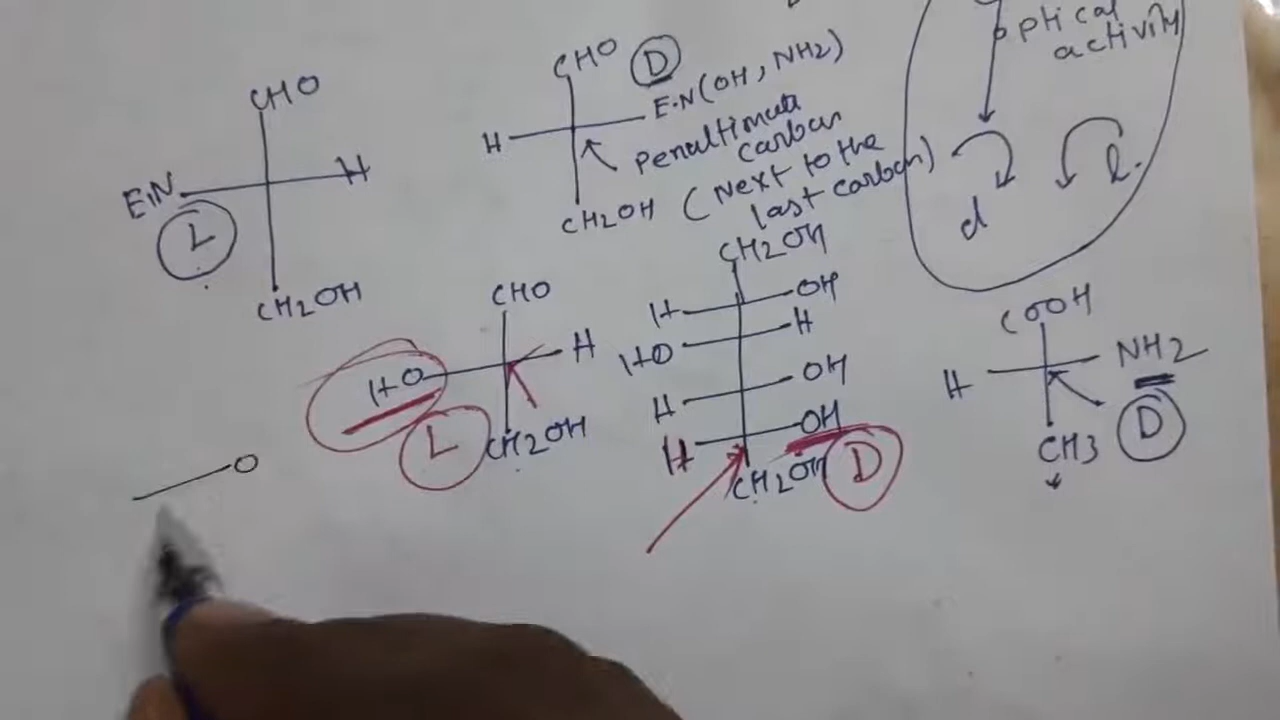 CHO
E.N
H
L
CH2OH
CHO
D
H
E.N(OH, NH2)
Penultimate
carbon
(Next to the
last carbon)
CH2OH
optical
activity
d
l.
CHO
HO
H
L
CH2OH
CH2OH
H
OH
HO
H
H
OH
H
OH
CH2OH
D
COOH
H
NH2
D
CH3
O